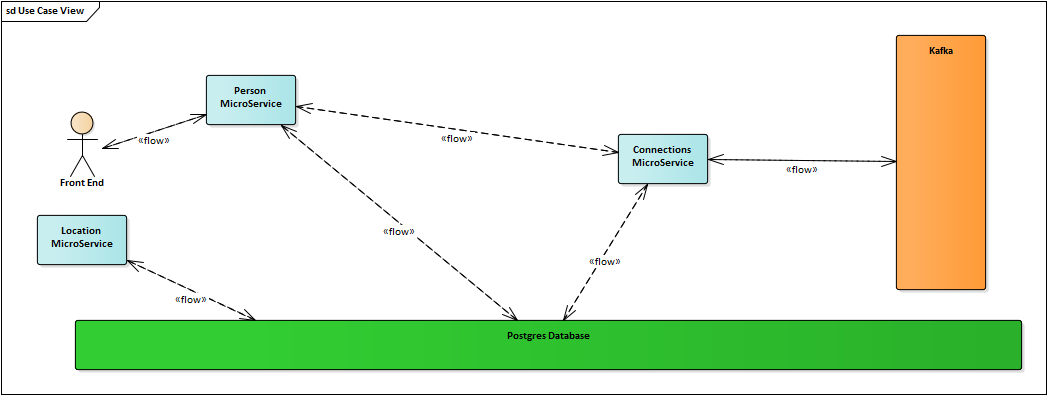 sd Use Case View
Kafka
Person
MicroService
«flow»
«flow»
Connections
MicroService
«flow»
Front End
Location
MicroService
«flow»
«flow»
«flow»
Postgres Database